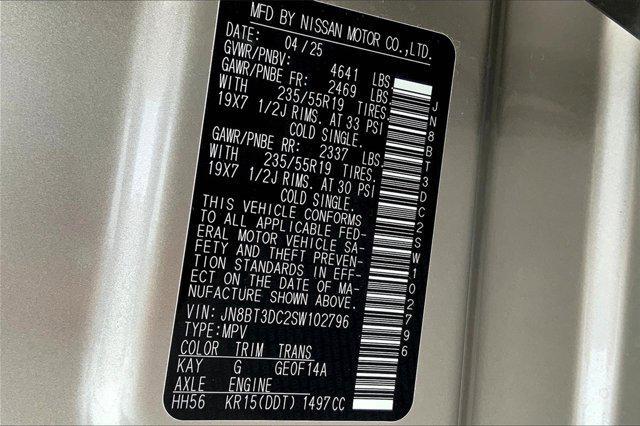 MFD BY NISSAN MOTOR CO.,LTD.
DATE: 04/25
GVWR/PNBV: 4641 LBS
GAWR/PNBE FR: 2469 LBS
WITH 235/55R19 TIRES.
19X7 1/2J RIMS. AT 33 PSI
COLD SINGLE.
GAWR/PNBE RR: 2337 LBS
WITH 235/55R19 TIRES.
19X7 1/2J RIMS. AT 30 PSI
COLD SINGLE.
THIS VEHICLE CONFORMS
TO ALL APPLICABLE FED-
ERAL MOTOR VEHICLE SA-
FETY AND THEFT PREVEN-
TION STANDARDS IN EFF-
ECT ON THE DATE OF MA-
NUFACTURE SHOWN ABOVE.
VIN: JN8BT3DC2SW102796
TYPE:MPV
COLOR TRIM TRANS
KAY G GE0F14A
AXLE ENGINE
HH56 KR15(DDT) 1497CC
JN8BT3DC2SW102796